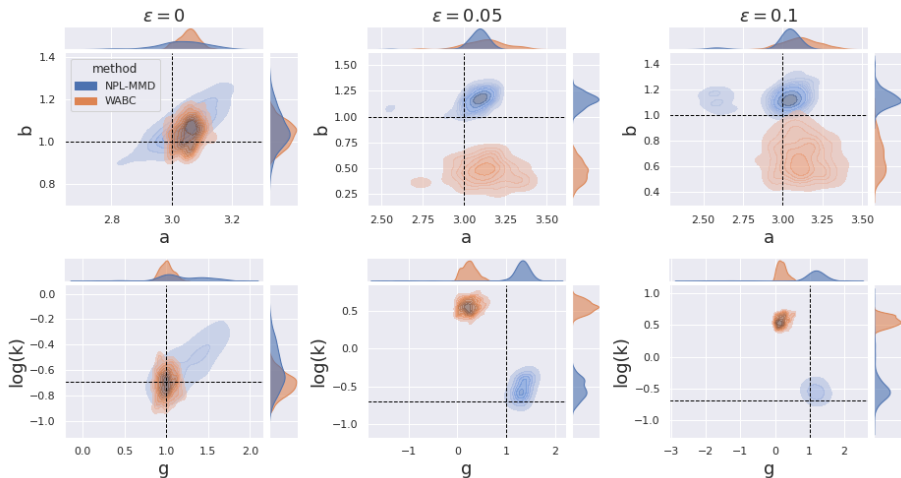 ε = 0
ε = 0.05
ε = 0.1
method
NPL-MMD
WABC
1.4
1.2
1.0
0.8
b
2.8 3.0 3.2
a
1.50
1.25
1.00
0.75
0.50
0.25
b
2.50 2.75 3.00 3.25 3.50
a
1.4
1.2
1.0
0.8
0.6
0.4
b
2.50 2.75 3.00 3.25 3.50 3.75
a
0.0
−0.2
−0.4
−0.6
−0.8
−1.0
log(k)
0.0 0.5 1.0 1.5 2.0
g
0.5
0.0
−0.5
−1.0
log(k)
−1 0 1 2
g
1.0
0.5
0.0
−0.5
−1.0
log(k)
−3 −2 −1 0 1 2
g